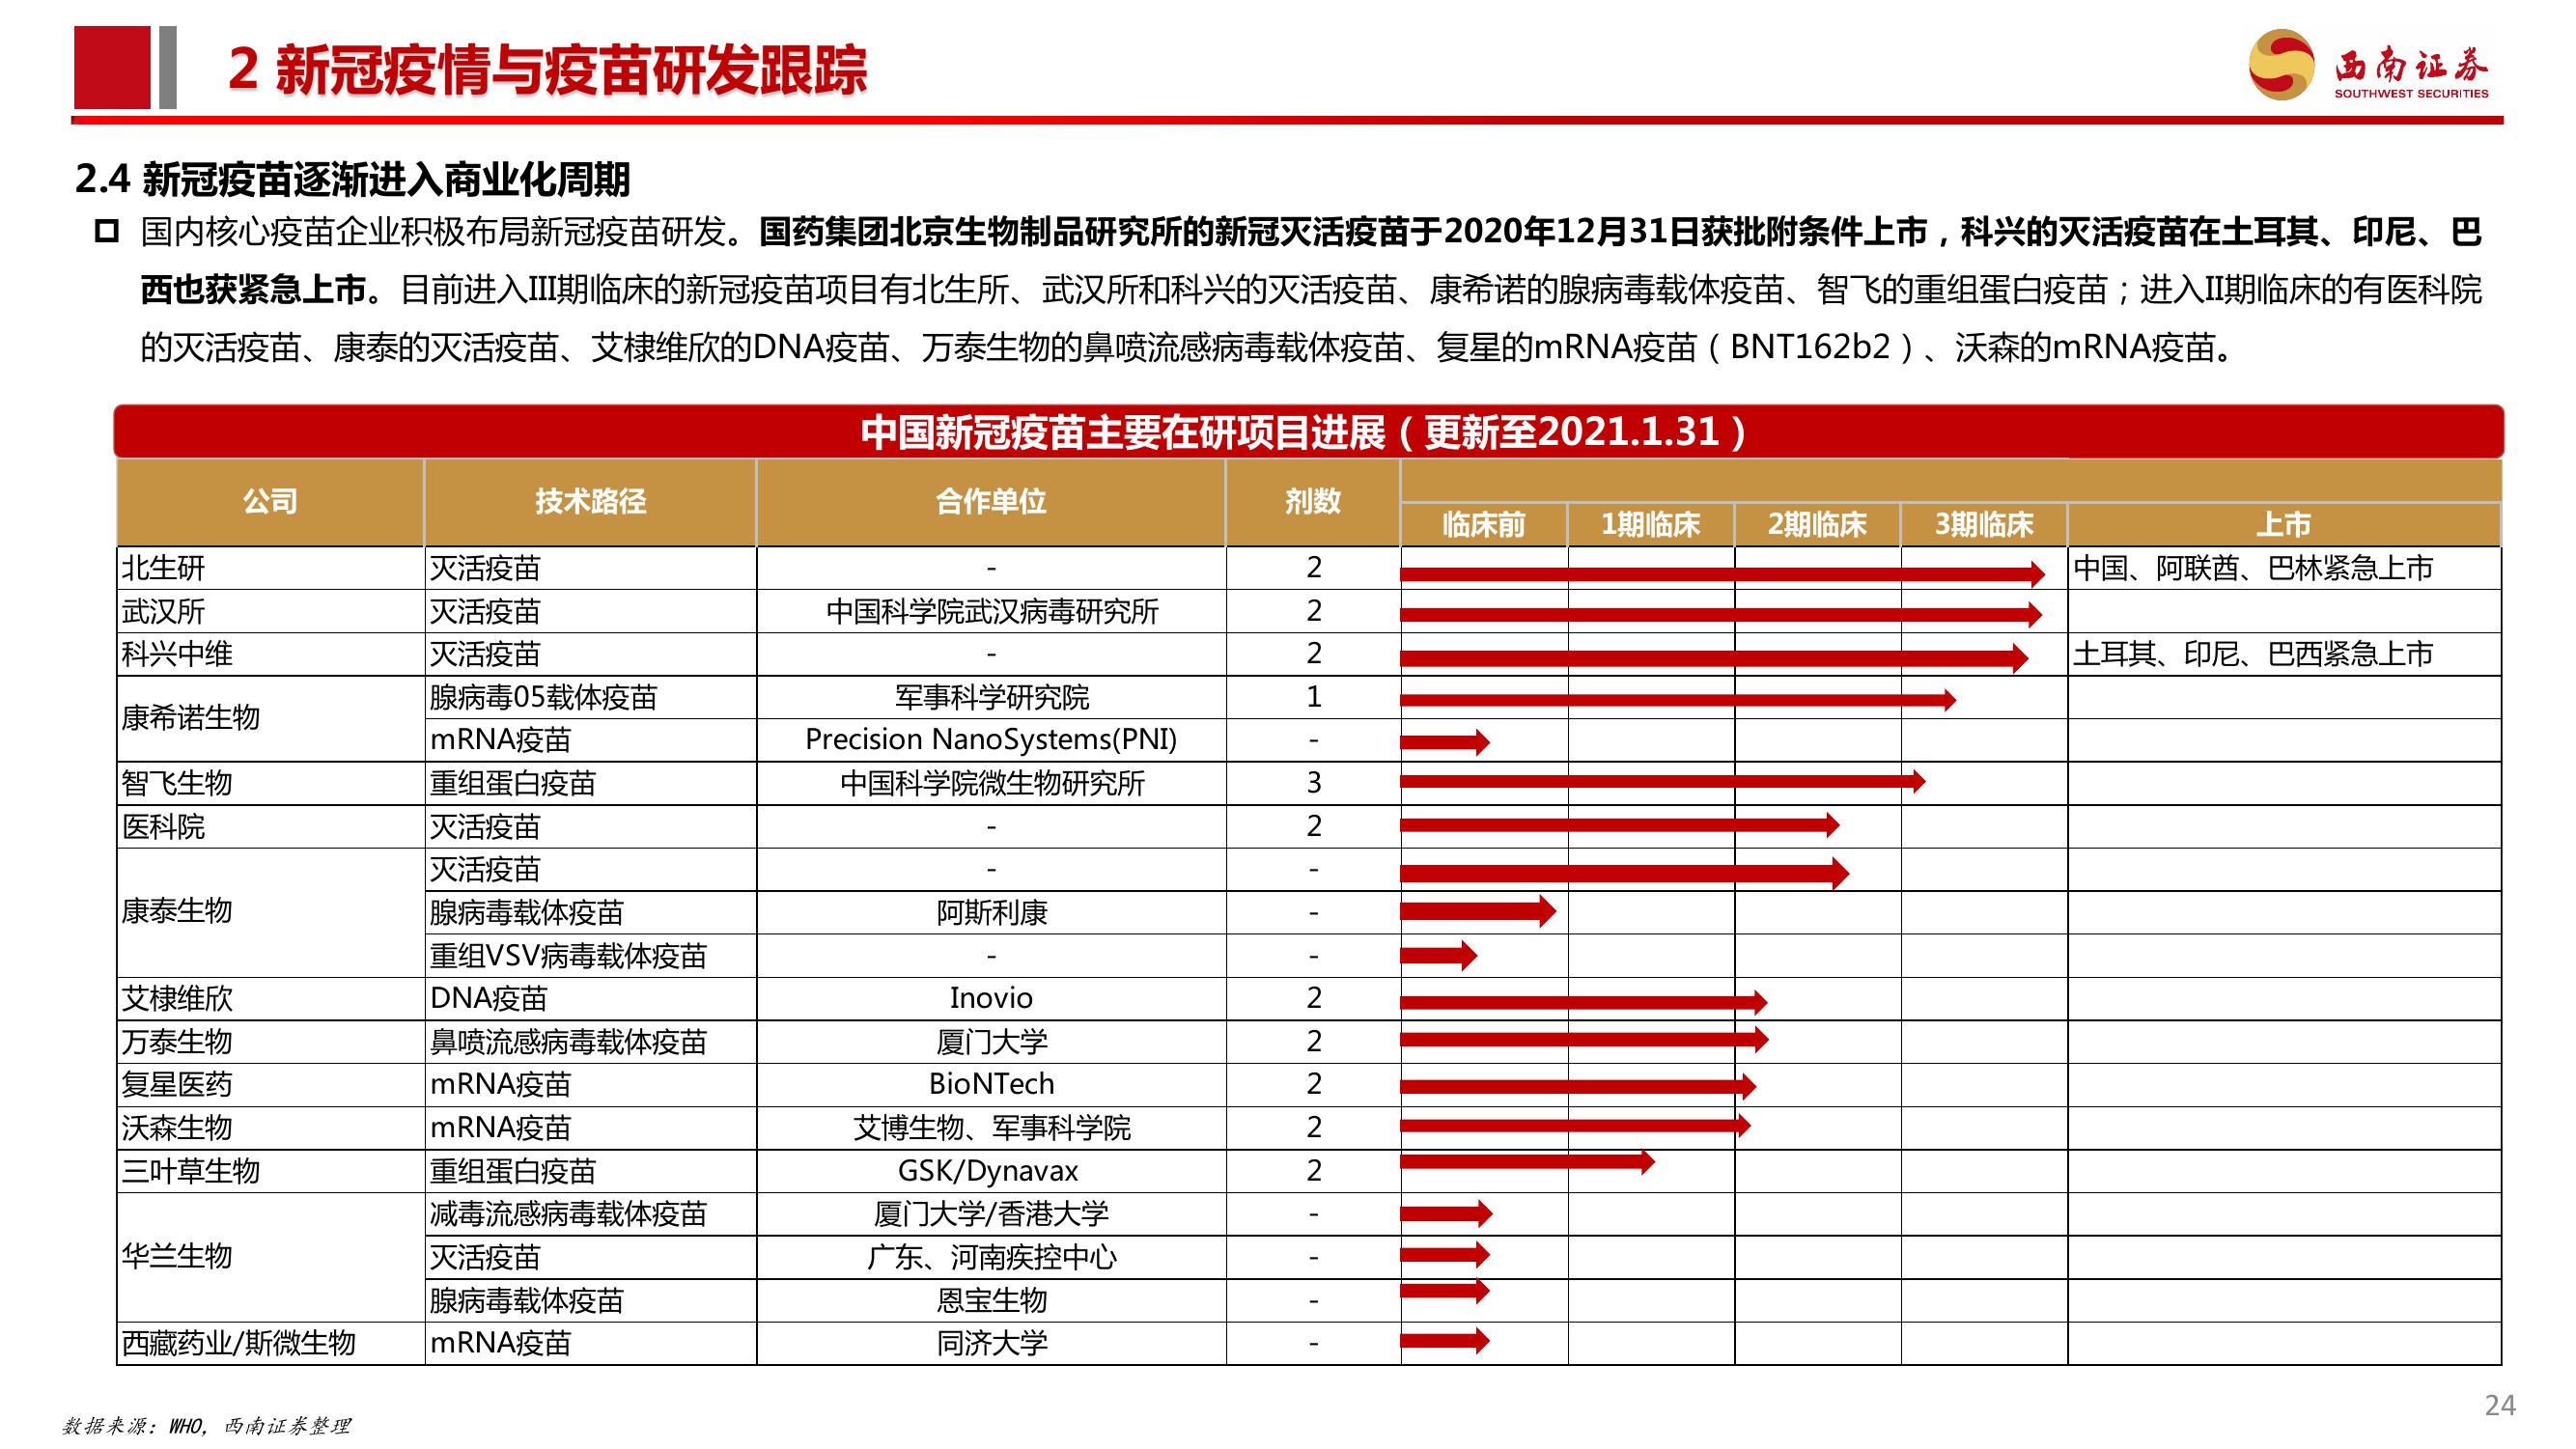 2 新冠疫情与疫苗研发跟踪
西南证券
SOUTHWEST SECURITIES
2.4 新冠疫苗逐渐进入商业化周期
国内核心疫苗企业积极布局新冠疫苗研发。国药集团北京生物制品研究所的新冠灭活疫苗于2020年12月31日获批附条件上市，科兴的灭活疫苗在土耳其、印尼、巴
西也获紧急上市。目前进入III期临床的新冠疫苗项目有北生所、武汉所和科兴的灭活疫苗、康希诺的腺病毒载体疫苗、智飞的重组蛋白疫苗；进入II期临床的有医科院
的灭活疫苗、康泰的灭活疫苗、艾棣维欣的DNA疫苗、万泰生物的鼻喷流感病毒载体疫苗、复星的mRNA疫苗（BNT162b2）、沃森的mRNA疫苗。
中国新冠疫苗主要在研项目进展（更新至2021.1.31）
公司 技术路径 合作单位 剂数 临床前 1期临床 2期临床 3期临床 上市
北生研 灭活疫苗 - 2 中国、阿联酋、巴林紧急上市
武汉所 灭活疫苗 中国科学院武汉病毒研究所 2
科兴中维 灭活疫苗 - 2 土耳其、印尼、巴西紧急上市
康希诺生物 腺病毒05载体疫苗 军事科学研究院 1
mRNA疫苗 Precision NanoSystems(PNI) -
智飞生物 重组蛋白疫苗 中国科学院微生物研究所 3
医科院 灭活疫苗 - 2
康泰生物 灭活疫苗 - -
腺病毒载体疫苗 阿斯利康 -
重组VSV病毒载体疫苗 - -
艾棣维欣 DNA疫苗 Inovio 2
万泰生物 鼻喷流感病毒载体疫苗 厦门大学 2
复星医药 mRNA疫苗 BioNTech 2
沃森生物 mRNA疫苗 艾博生物、军事科学院 2
三叶草生物 重组蛋白疫苗 GSK/Dynavax 2
华兰生物 减毒流感病毒载体疫苗 厦门大学/香港大学 -
灭活疫苗 广东、河南疾控中心 -
腺病毒载体疫苗 恩宝生物 -
西藏药业/斯微生物 mRNA疫苗 同济大学 -
数据来源：WHO，西南证券整理
24